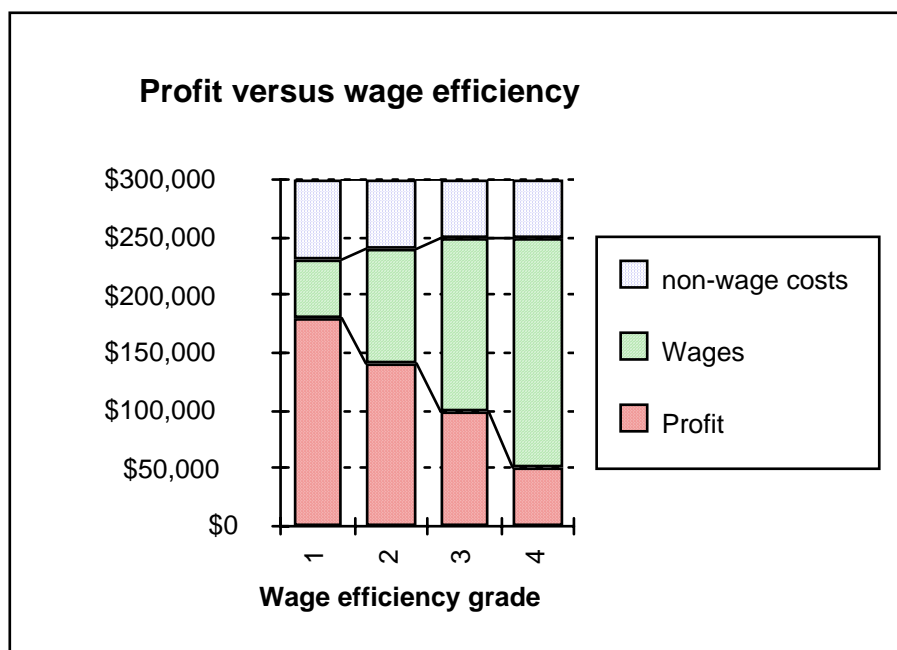 Profit versus wage efficiency
$300,000
$250,000
$200,000
$150,000
$100,000
$50,000
$0
1
2
3
4
Wage efficiency grade
non-wage costs
Wages
Profit